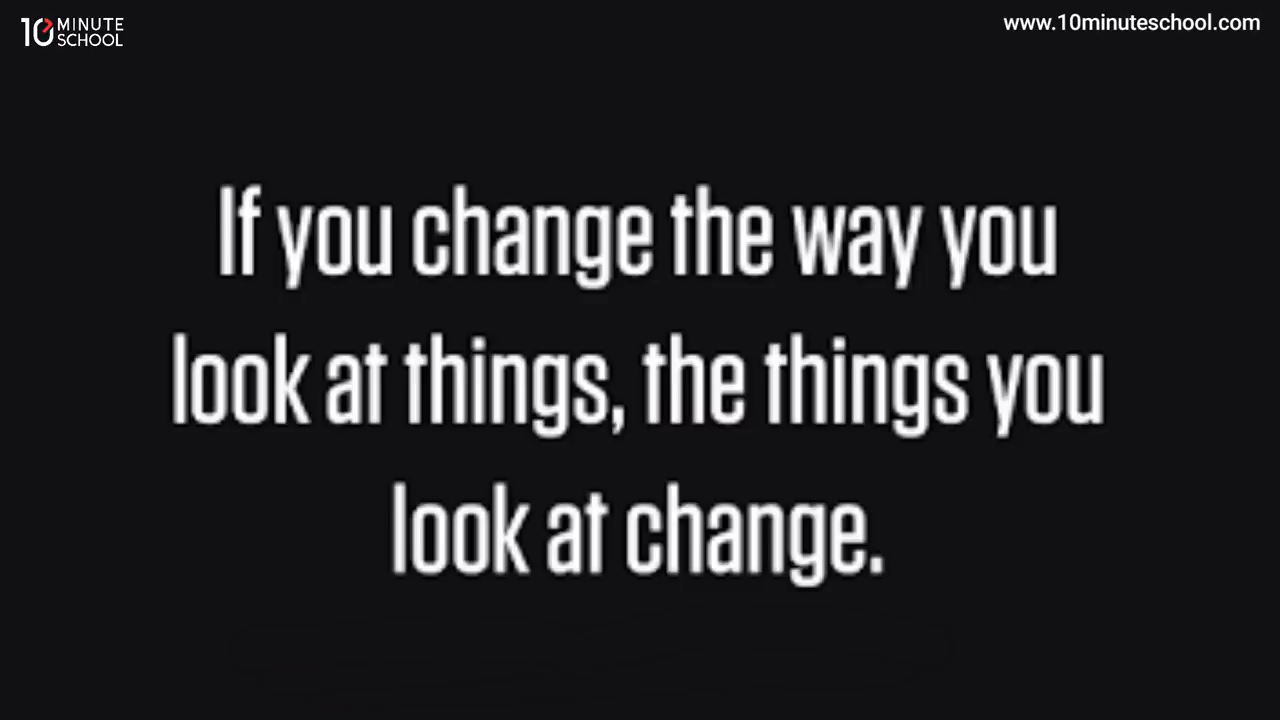 10 MINUTE
SCHOOL
www.10minuteschool.com
If you change the way you
look at things, the things you
look at change.